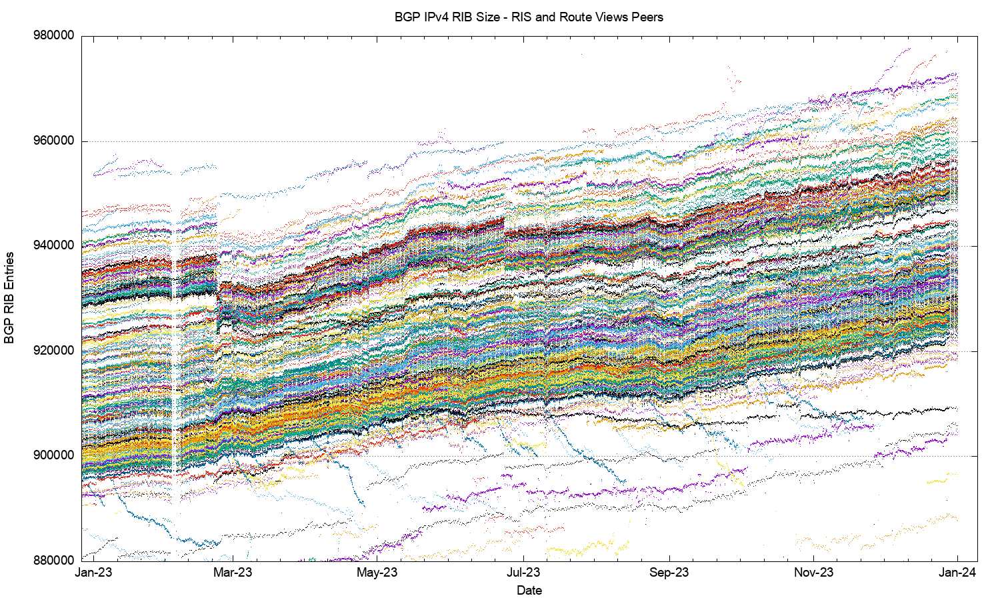 BGP IPv4 RIB Size - RIS and Route Views Peers
980000
960000
940000
920000
900000
880000
BGP RIB Entries
Jan-23
Mar-23
May-23
Jul-23
Sep-23
Nov-23
Jan-24
Date